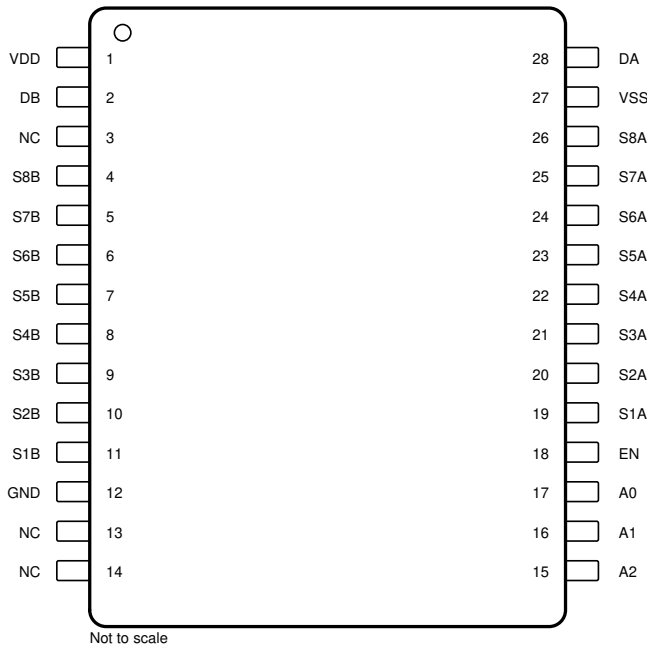 VDD 1 28 DA
DB 2 27 VSS
NC 3 26 S8A
S8B 4 25 S7A
S7B 5 24 S6A
S6B 6 23 S5A
S5B 7 22 S4A
S4B 8 21 S3A
S3B 9 20 S2A
S2B 10 19 S1A
S1B 11 18 EN
GND 12 17 A0
NC 13 16 A1
NC 14 15 A2
Not to scale